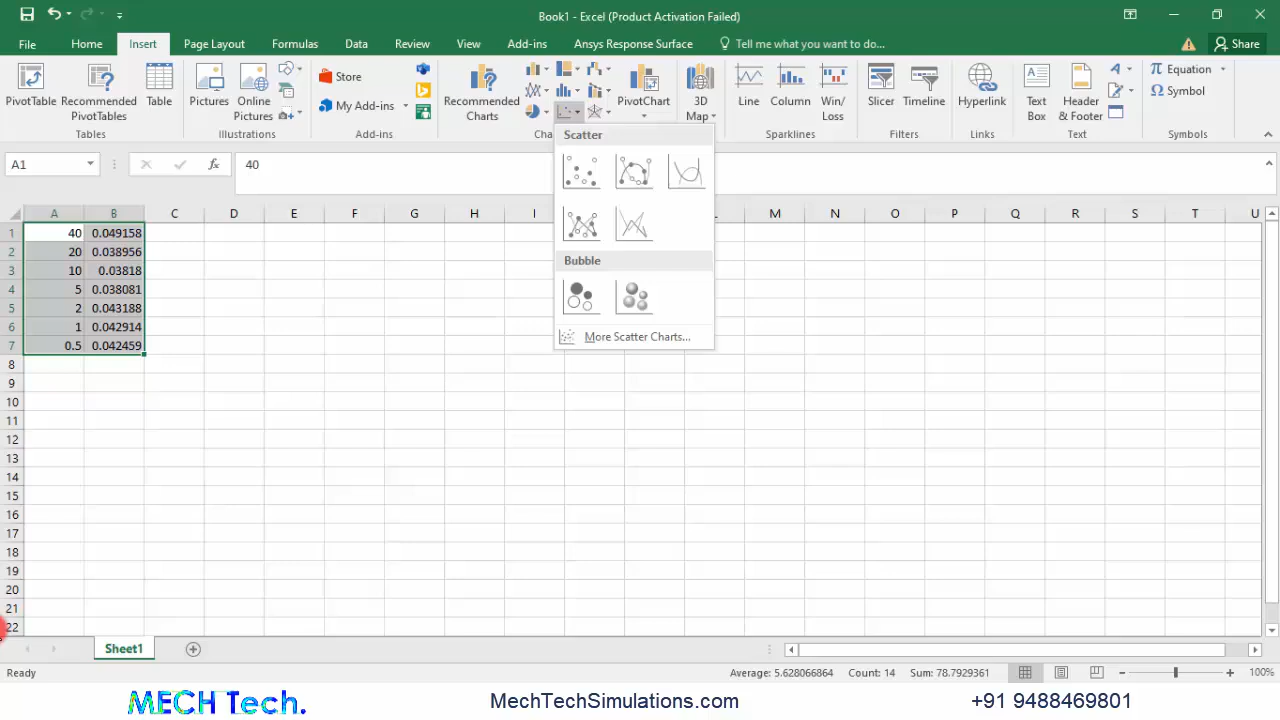 Book1 - Excel (Product Activation Failed)
File Home Insert Page Layout Formulas Data Review View Add-ins Ansys Response Surface Tell me what you want to do... Share
PivotTable
Recommended
PivotTables
Table
Tables
Pictures
Online
Pictures
Illustrations
Store
My Add-ins
Add-ins
Recommended
Charts
PivotChart
3D
Map
Line
Column
Win/
Loss
Sparklines
Slicer
Timeline
Filters
Hyperlink
Links
Text
Box
Header
& Footer
Text
Equation
Symbol
Symbols
A1
fx
40
Scatter
Bubble
More Scatter Charts...
A B C D E F G H I M N O P Q R S T U
1 40 0.049158
2 20 0.038956
3 10 0.03818
4 5 0.038081
5 2 0.043188
6 1 0.042914
7 0.5 0.042459
8
9
10
11
12
13
14
15
16
17
18
19
20
21
22
Sheet1
Ready
Average: 5.628066864 Count: 14 Sum: 78.7929361
100%
MECH Tech. MechTechSimulations.com +91 9488469801